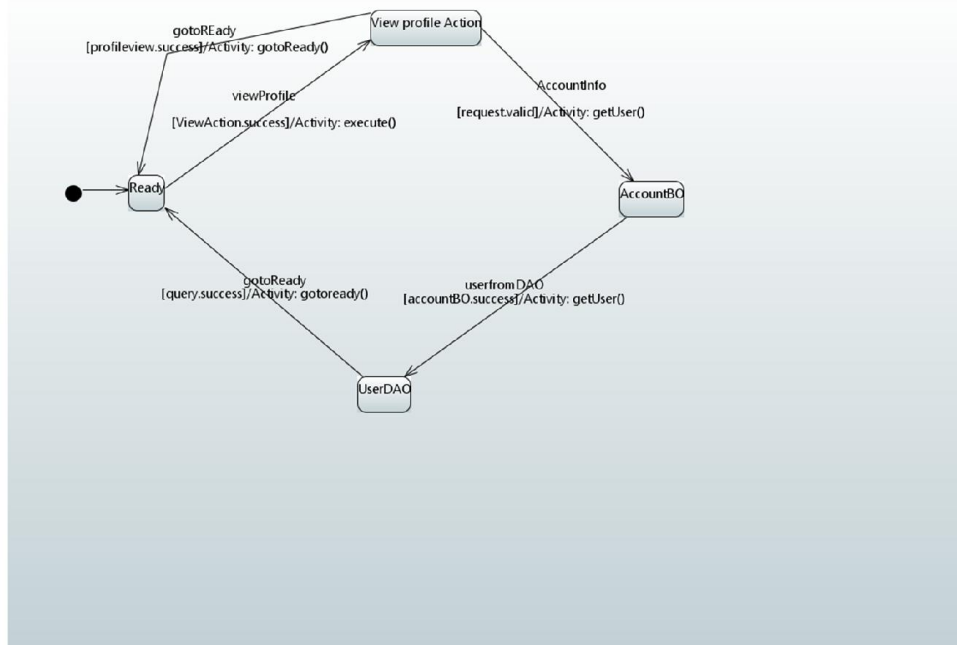 gotoREady
View profile Action
[profileview.success]/Activity: gotoReady()
AccountInfo
viewProfile
[request.valid]/Activity: getUser()
[ViewAction.success]/Activity: execute()
Ready
AccountBO
gotoReady
userfromDAO
[query.success]/Activity: gotoready()
[accountBO.success]/Activity: getUser()
UserDAO